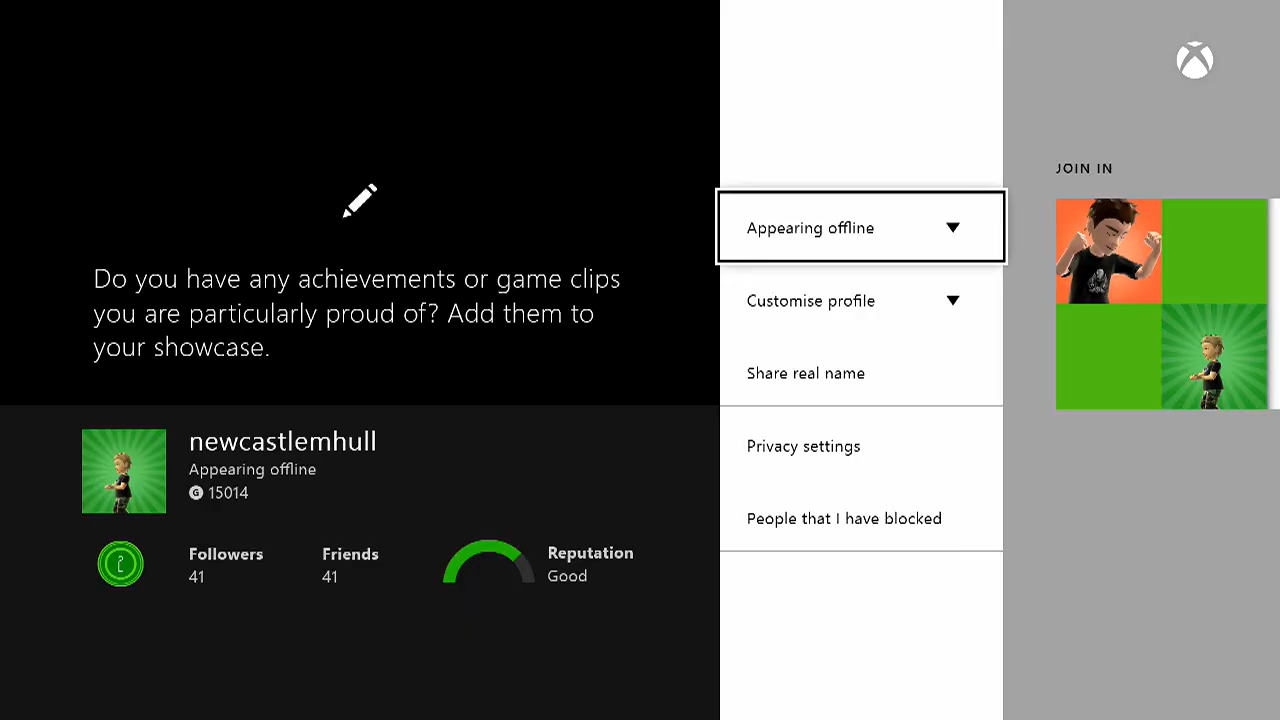 Do you have any achievements or game clips
you are particularly proud of? Add them to
your showcase.
newcastlemhull
Appearing offline
G 15014
2
Followers
41
Friends
41
Reputation
Good
Appearing offline
Customise profile
Share real name
Privacy settings
People that I have blocked
JOIN IN